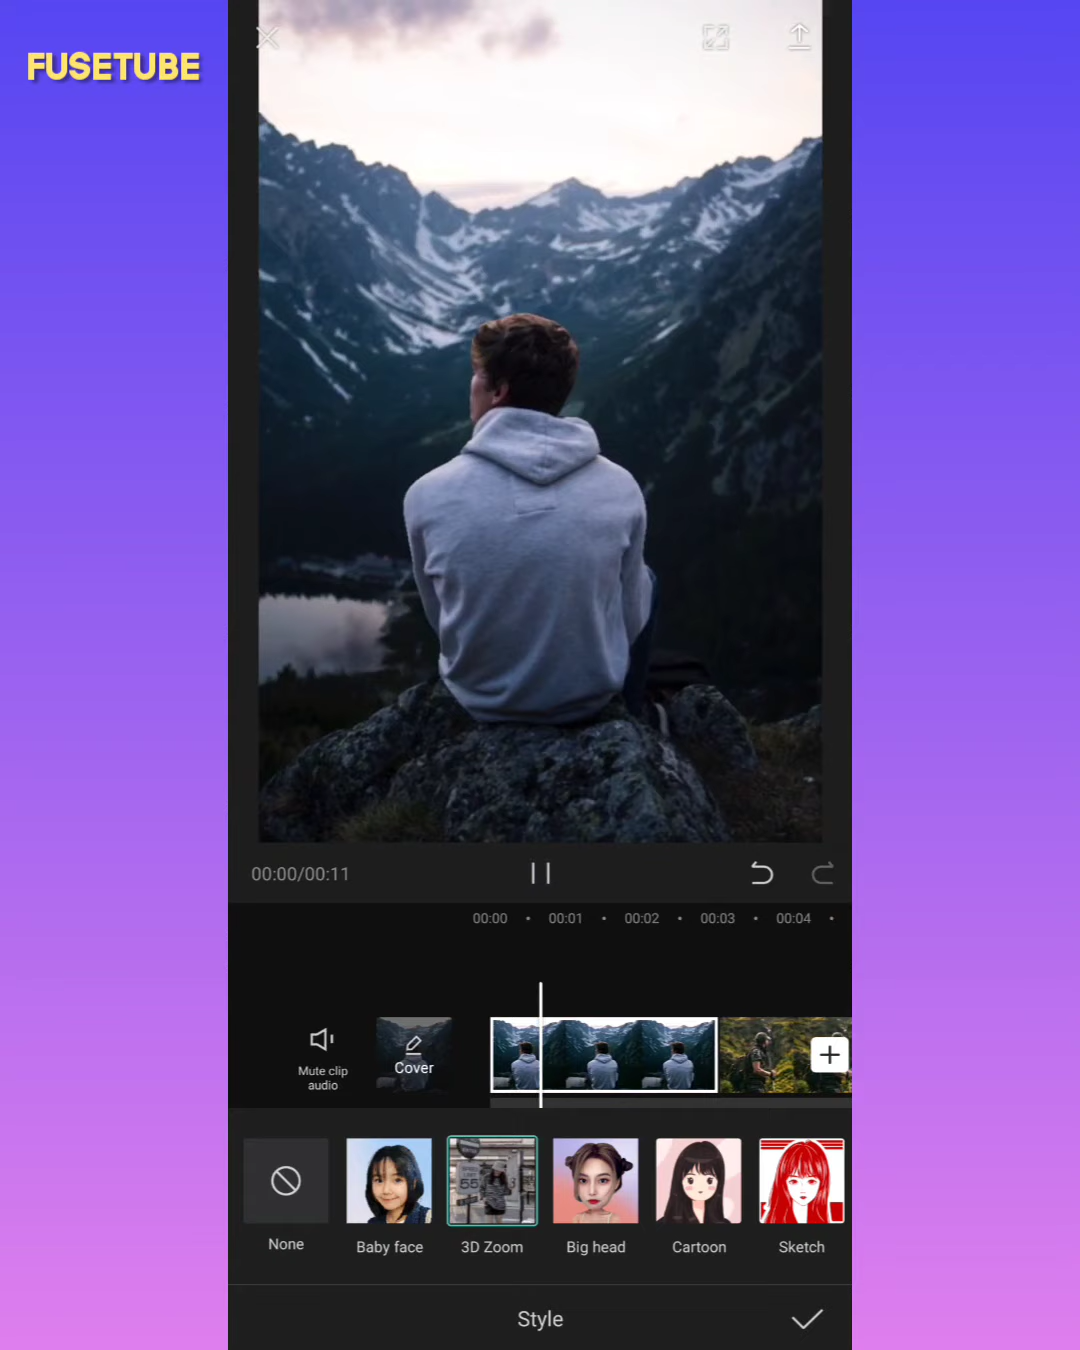 FUSETUBE
00:00/00:11
00:00 • 00:01 • 00:02 • 00:03 • 00:04 •
Mute clip
audio
Cover
None
Baby face
3D Zoom
Big head
Cartoon
Sketch
Style